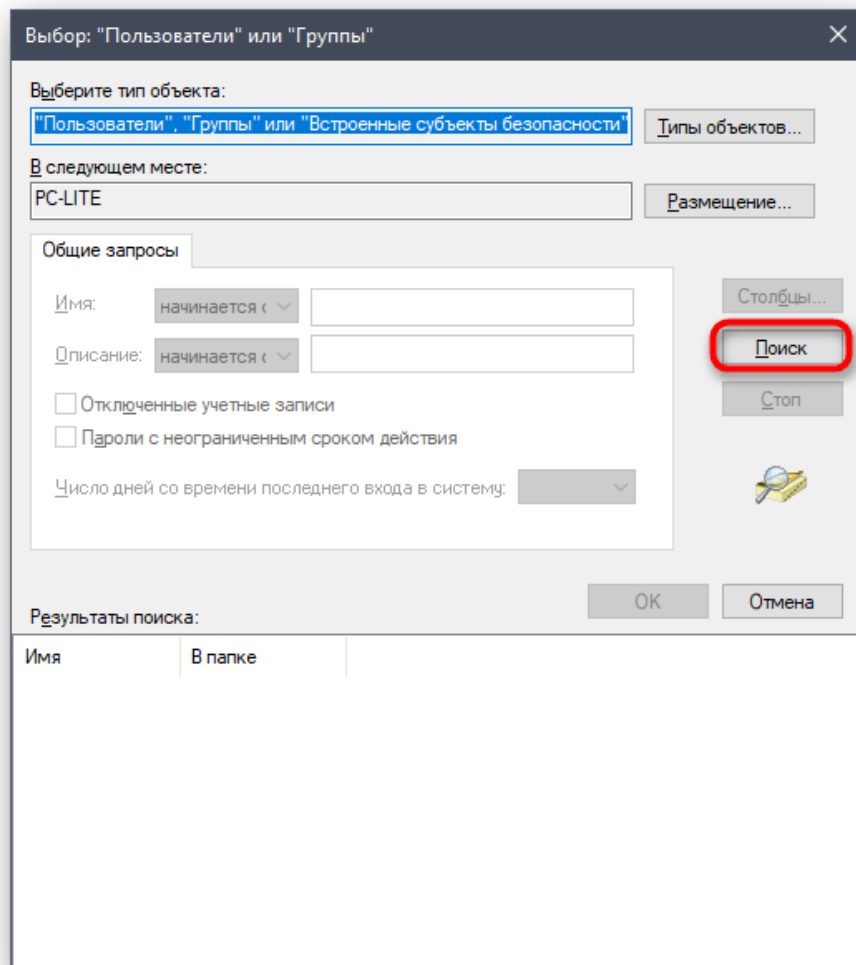 Выбор: "Пользователи" или "Группы"
Выберите тип объекта:
"Пользователи", "Группы" или "Встроенные субъекты безопасности"
Типы объектов...
В следующем месте:
PC-LITE
Размещение...
Общие запросы
Имя:
начинается с
Столбцы...
Поиск
Описание:
начинается с
Стоп
Отключенные учетные записи
Пароли с неограниченным сроком действия
Число дней со времени последнего входа в систему:
OK
Отмена
Результаты поиска:
Имя
В папке